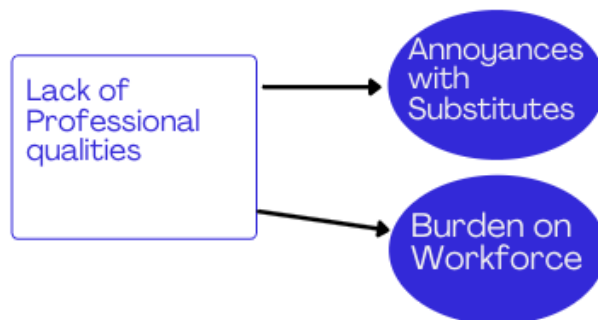 Lack of
Professional
qualities
Annoyances
with
Substitutes
Burden on
Workforce